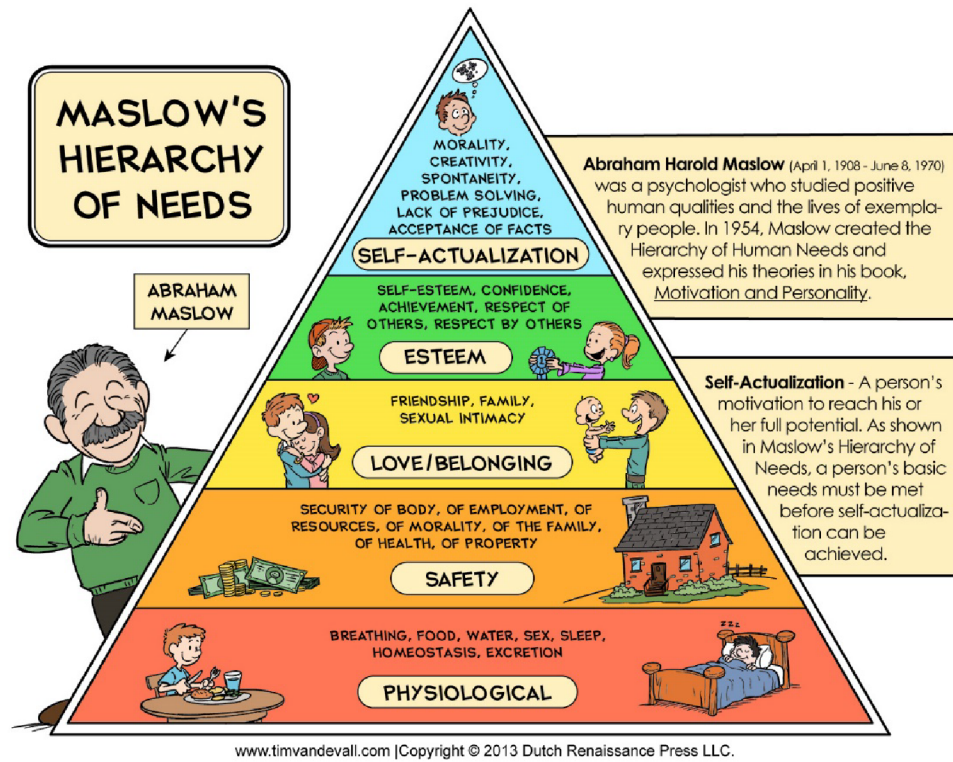 MASLOW'S
HIERARCHY
OF NEEDS
ABRAHAM
MASLOW
MORALITY,
CREATIVITY,
SPONTANEITY,
PROBLEM SOLVING,
LACK OF PREJUDICE,
ACCEPTANCE OF FACTS
SELF-ACTUALIZATION
SELF-ESTEEM, CONFIDENCE,
ACHIEVEMENT, RESPECT OF
OTHERS, RESPECT BY OTHERS
ESTEEM
1
FRIENDSHIP, FAMILY,
SEXUAL INTIMACY
LOVE/BELONGING
SECURITY OF BODY, OF EMPLOYMENT, OF
RESOURCES, OF MORALITY, OF THE FAMILY,
OF HEALTH, OF PROPERTY
SAFETY
BREATHING, FOOD, WATER, SEX, SLEEP,
HOMEOSTASIS, EXCRETION
PHYSIOLOGICAL
ZZZ
Abraham Harold Maslow (April 1, 1908 - June 8, 1970)
was a psychologist who studied positive
human qualities and the lives of exempla-
ry people. In 1954, Maslow created the
Hierarchy of Human Needs and
expressed his theories in his book,
Motivation and Personality.
Self-Actualization - A person's
motivation to reach his or
her full potential. As shown
in Maslow's Hierarchy of
Needs, a person's basic
needs must be met
before self-actualiza-
tion can be
achieved.
www.timvandevall.com |Copyright © 2013 Dutch Renaissance Press LLC.